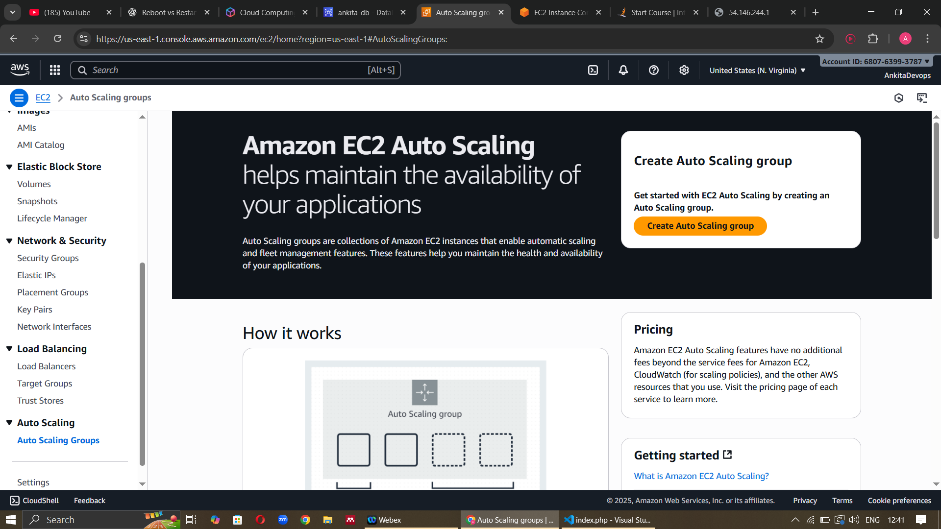 (185) YouTube
Reboot vs Restar
Cloud Computin
ankita_db - Data
Auto Scaling gro
EC2 Instance Co
Start Course | In
54.146.244.1
https://us-east-1.console.aws.amazon.com/ec2/home?region=us-east-1#AutoScalingGroups:
A
aws
Search
[Alt+S]
United States (N. Virginia)
Account ID: 6807-6399-3787
AnkitaDevops
EC2
Auto Scaling groups
Images
AMIs
AMI Catalog
Elastic Block Store
Volumes
Snapshots
Lifecycle Manager
Network & Security
Security Groups
Elastic IPs
Placement Groups
Key Pairs
Network Interfaces
Load Balancing
Load Balancers
Target Groups
Trust Stores
Auto Scaling
Auto Scaling Groups
Settings
Amazon EC2 Auto Scaling
helps maintain the availability of
your applications
Auto Scaling groups are collections of Amazon EC2 instances that enable automatic scaling
and fleet management features. These features help you maintain the health and availability
of your applications.
Create Auto Scaling group
Get started with EC2 Auto Scaling by creating an
Auto Scaling group.
Create Auto Scaling group
How it works
Auto Scaling group
Pricing
Amazon EC2 Auto Scaling features have no additional
fees beyond the service fees for Amazon EC2,
CloudWatch (for scaling policies), and the other AWS
resources that you use. Visit the pricing page of each
service to learn more.
Getting started
What is Amazon EC2 Auto Scaling?
CloudShell
Feedback
© 2025, Amazon Web Services, Inc. or its affiliates.
Privacy
Terms
Cookie preferences
Search
Webex
Auto Scaling groups | ...
index.php - Visual Stu...
ENG
12:41